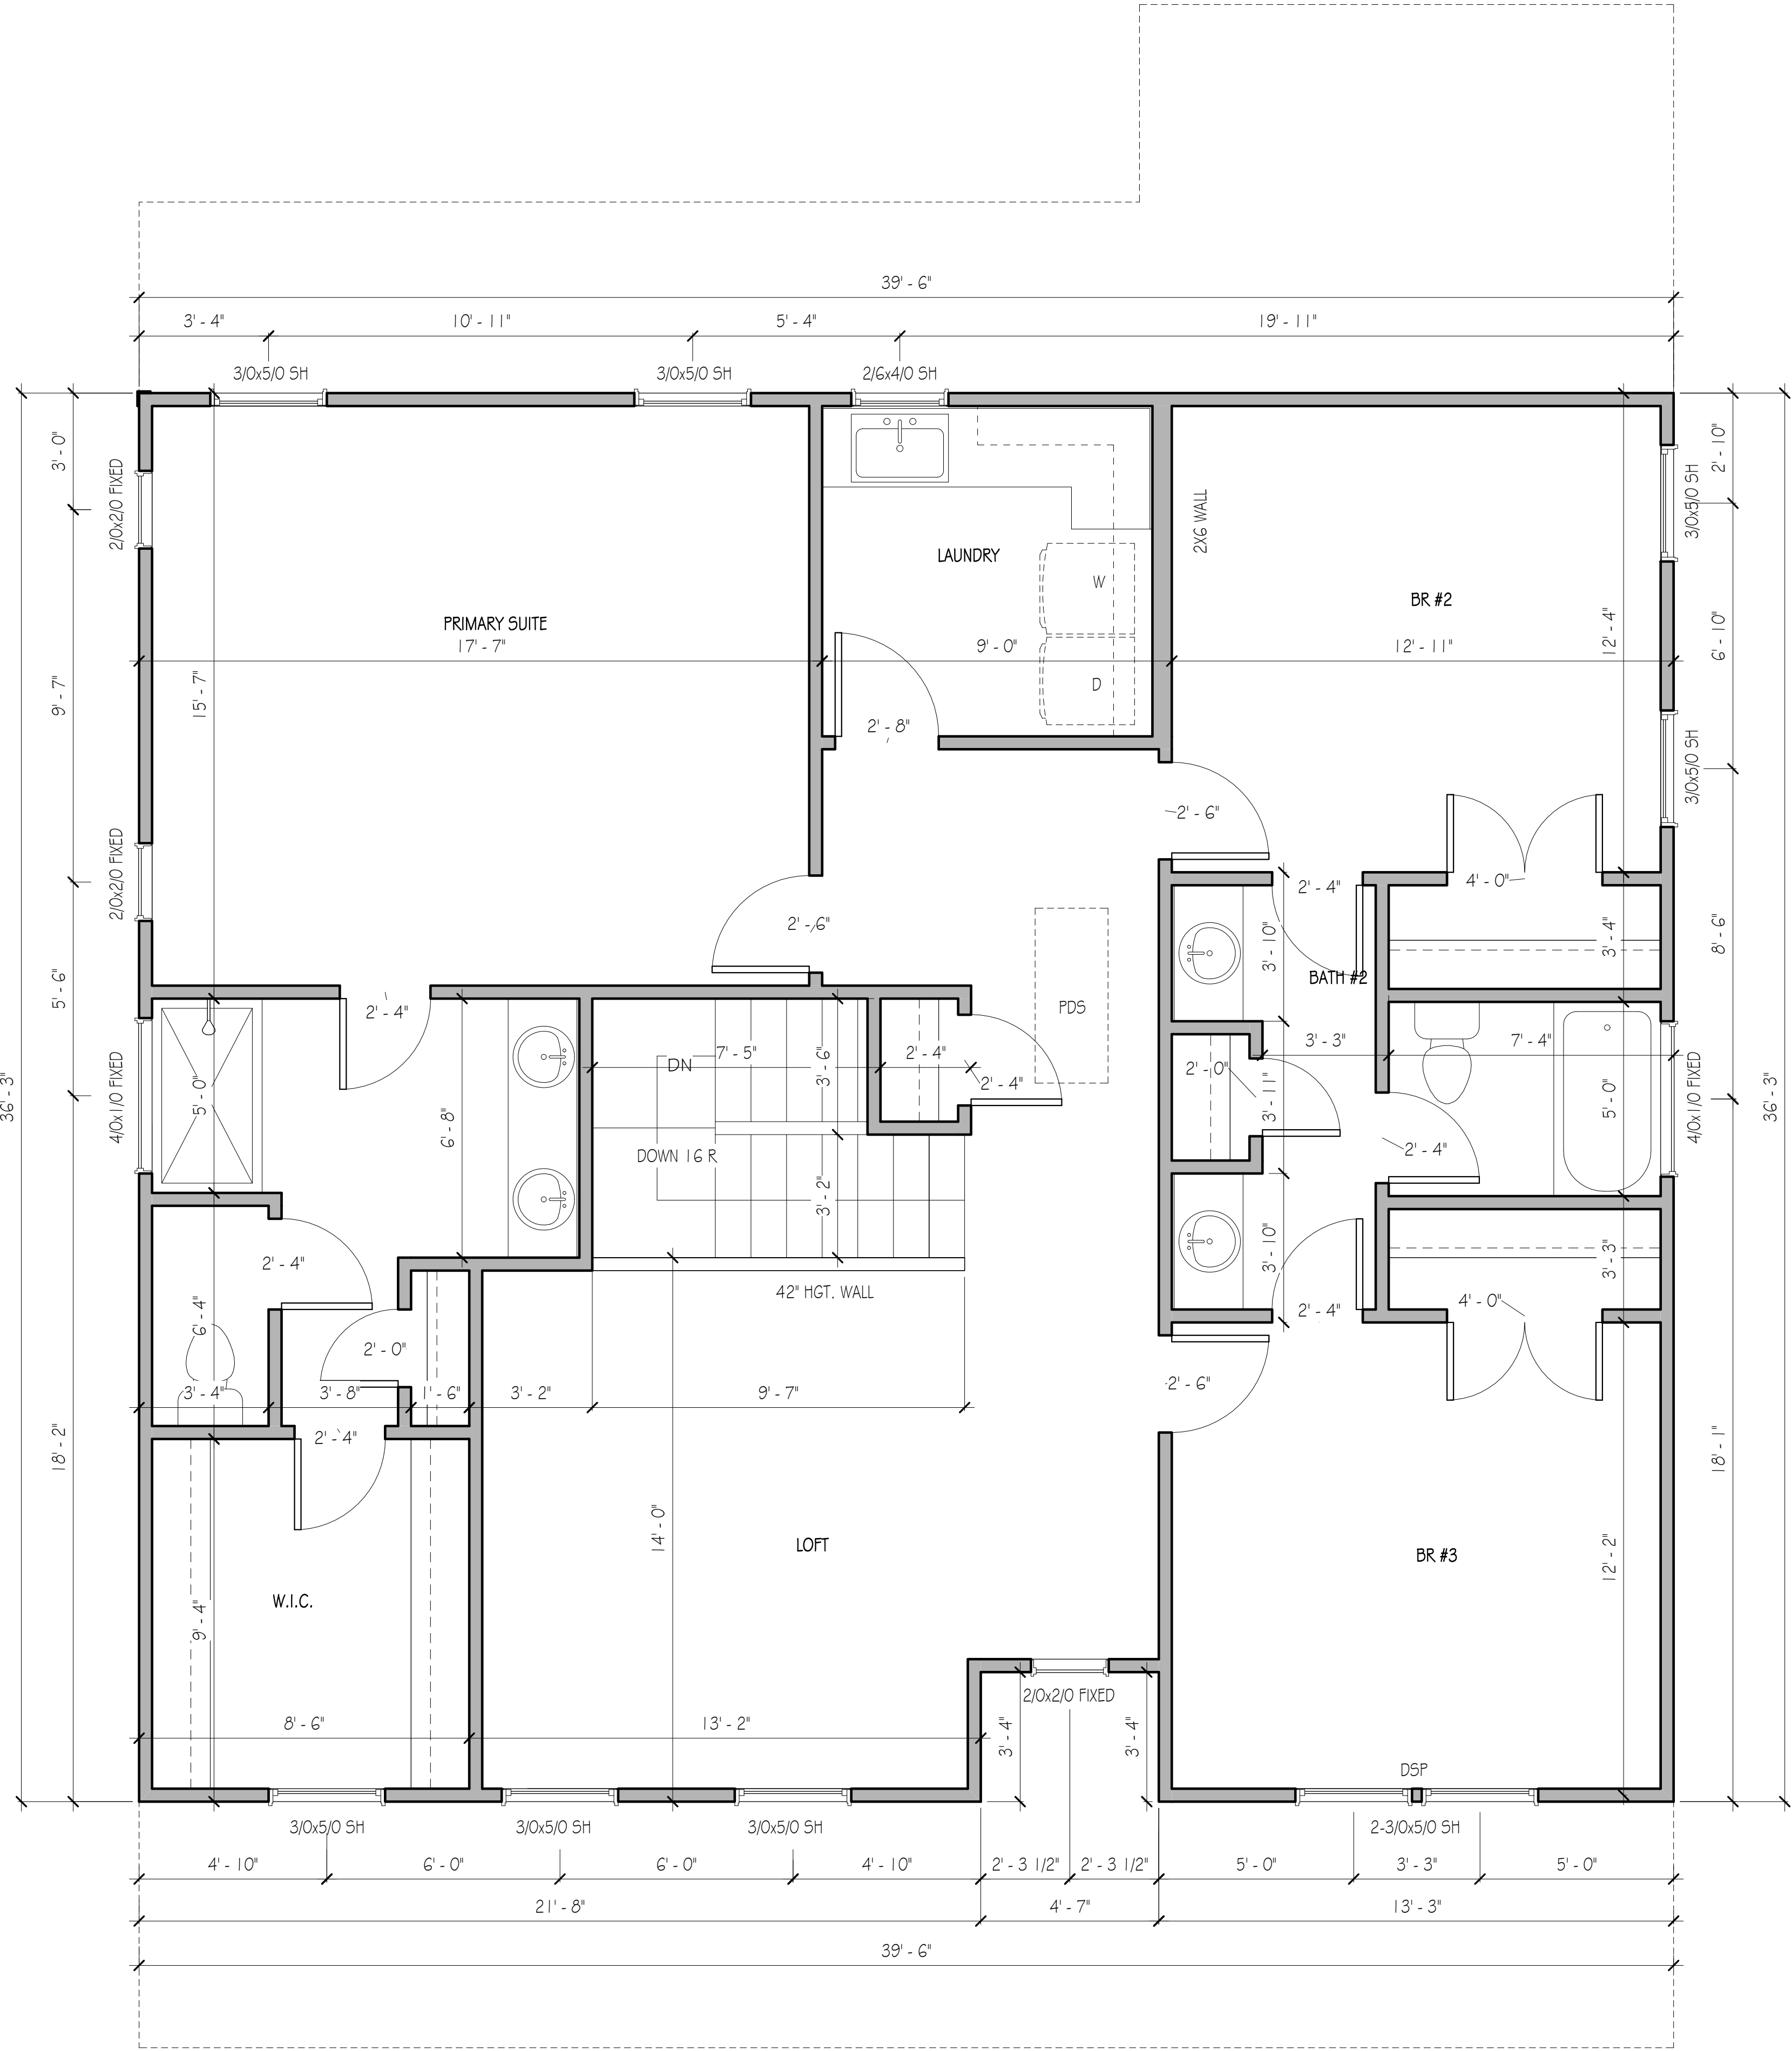 39' - 6"
3' - 4"
10' - 11"
5' - 4"
19' - 11"
3/0x5/0 SH
3/0x5/0 SH
2/6x4/0 SH
3' - 0"
2' - 10"
2/0x2/0 FIXED
3/0x5/0 SH
2X6 WALL
LAUNDRY
W
BR #2
PRIMARY SUITE
17' - 7"
9' - 0"
12' - 11"
12' - 4"
6' - 10"
9' - 7"
15' - 7"
D
2' - 8"
3/0x5/0 SH
2' - 6"
2/0x2/0 FIXED
2' - 4"
4' - 0"
2' - 6"
3' - 10"
3' - 4"
8' - 6"
5' - 6"
BATH #2
2' - 4"
PDS
7' - 5"
3' - 6"
2' - 4"
DN
2' - 4"
2' - 0"
3' - 3"
7' - 4"
36' - 3"
4/0x1/0 FIXED
5' - 0"
6' - 8"
3' - 11"
5' - 0"
4/0x1/0 FIXED
36' - 3"
DOWN 16 R
2' - 4"
3' - 2"
2' - 4"
3' - 10"
3' - 3"
42" HGT. WALL
2' - 4"
4' - 0"
6' - 4"
2' - 0"
2' - 6"
3' - 4"
3' - 8"
1' - 6"
3' - 2"
9' - 7"
2' - 4"
18' - 2"
18' - 1"
14' - 0"
LOFT
BR #3
12' - 2"
W.I.C.
9' - 4"
2/0x2/0 FIXED
8' - 6"
13' - 2"
3' - 4"
3' - 4"
DSP
3/0x5/0 SH
3/0x5/0 SH
3/0x5/0 SH
2-3/0x5/0 SH
4' - 10"
6' - 0"
6' - 0"
4' - 10"
2' - 3 1/2"
2' - 3 1/2"
5' - 0"
3' - 3"
5' - 0"
21' - 8"
4' - 7"
13' - 3"
39' - 6"